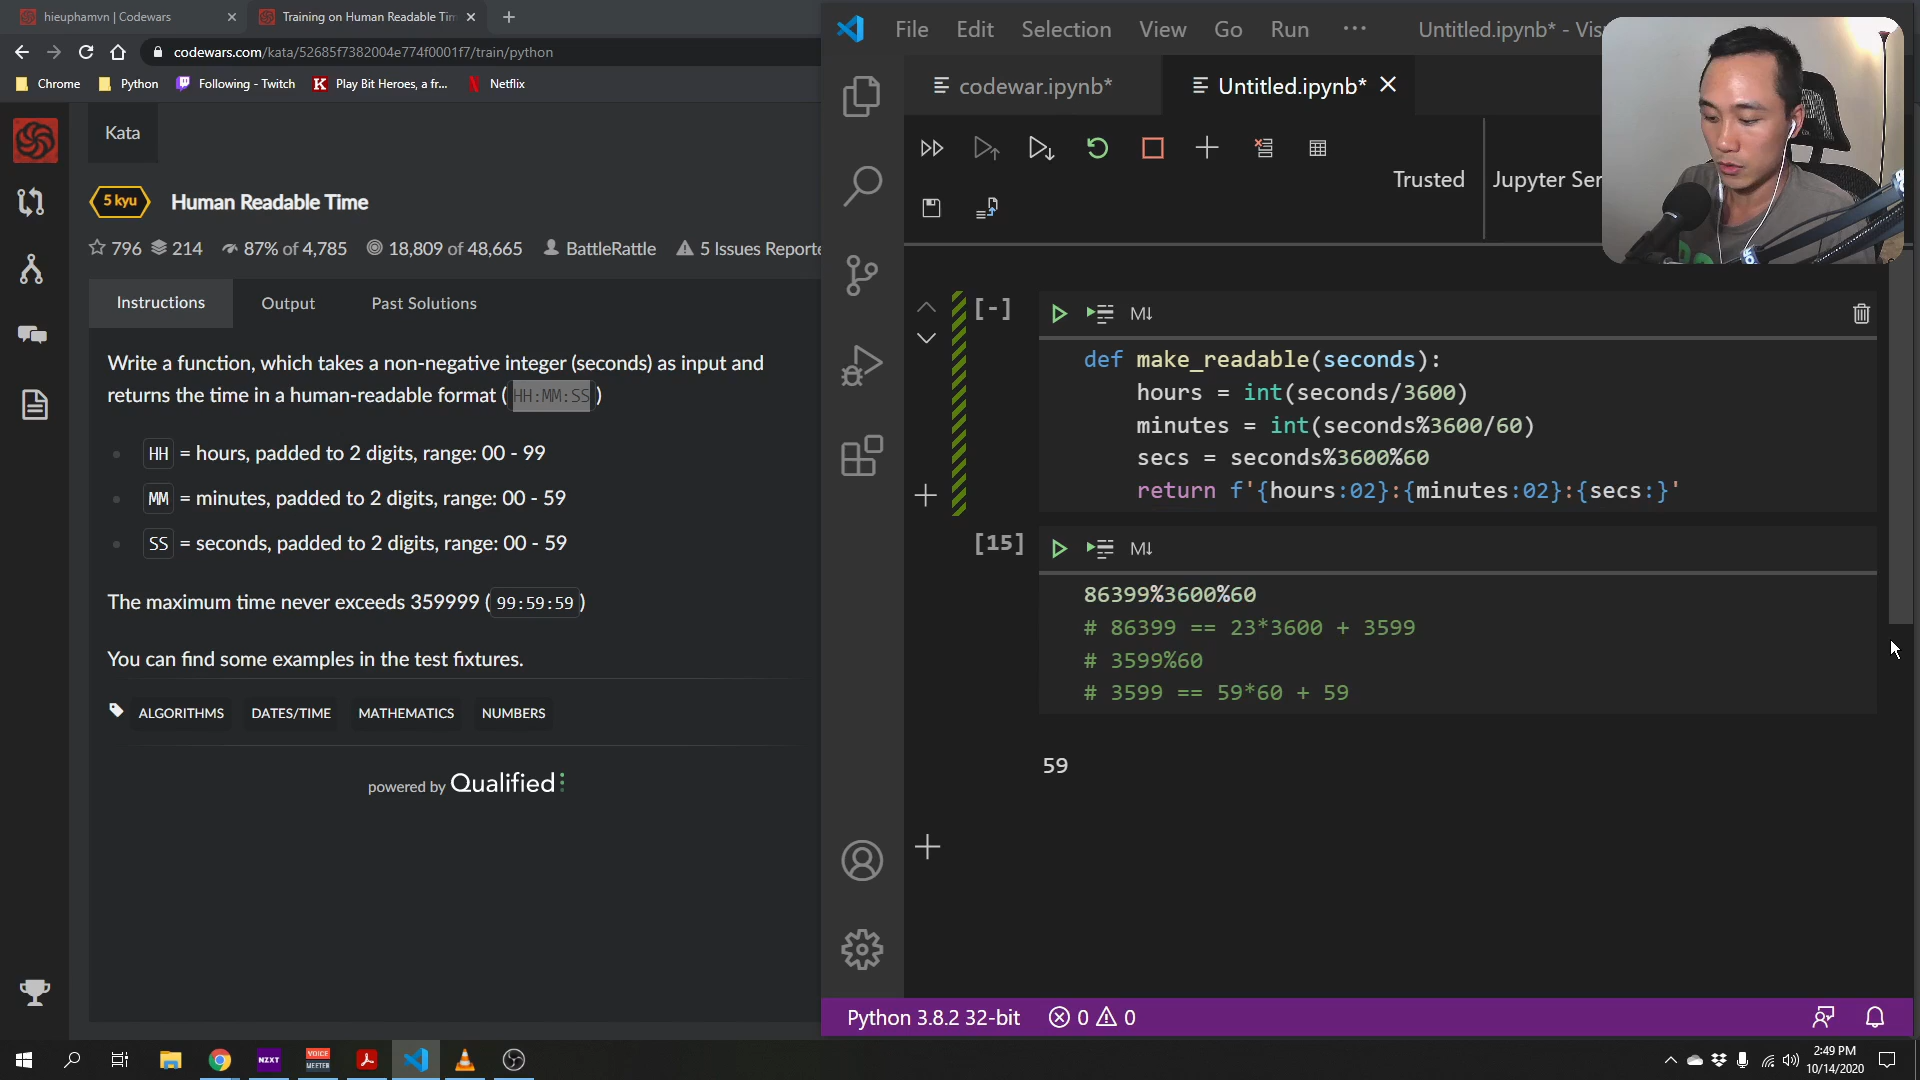 hieuphamvn | Codewars
Training on Human Readable Tim
codewars.com/kata/52685f7382004e774f0001f7/train/python
Chrome
Python
Following - Twitch
Play Bit Heroes, a fr...
Netflix
Kata
5 kyu
Human Readable Time
796
214
87% of 4,785
18,809 of 48,665
BattleRattle
5 Issues Reporte
Instructions
Output
Past Solutions
Write a function, which takes a non-negative integer (seconds) as input and
returns the time in a human-readable format (HH:MM:SS)
HH = hours, padded to 2 digits, range: 00 - 99
MM = minutes, padded to 2 digits, range: 00 - 59
SS = seconds, padded to 2 digits, range: 00 - 59
The maximum time never exceeds 359999 (99:59:59)
You can find some examples in the test fixtures.
ALGORITHMS
DATES/TIME
MATHEMATICS
NUMBERS
powered by Qualified
File
Edit
Selection
View
Go
Run
···
Untitled.ipynb* - Vis
codewar.ipynb*
Untitled.ipynb*
Trusted
Jupyter Ser
[-]
M↓
def make_readable(seconds):
    hours = int(seconds/3600)
    minutes = int(seconds%3600/60)
    secs = seconds%3600%60
    return f'{hours:02}:{minutes:02}:{secs:}'
[15]
M↓
86399%3600%60
# 86399 == 23*3600 + 3599
# 3599%60
# 3599 == 59*60 + 59
59
Python 3.8.2 32-bit
0
0
NZXT
VOICE
MEETER
2:49 PM
10/14/2020